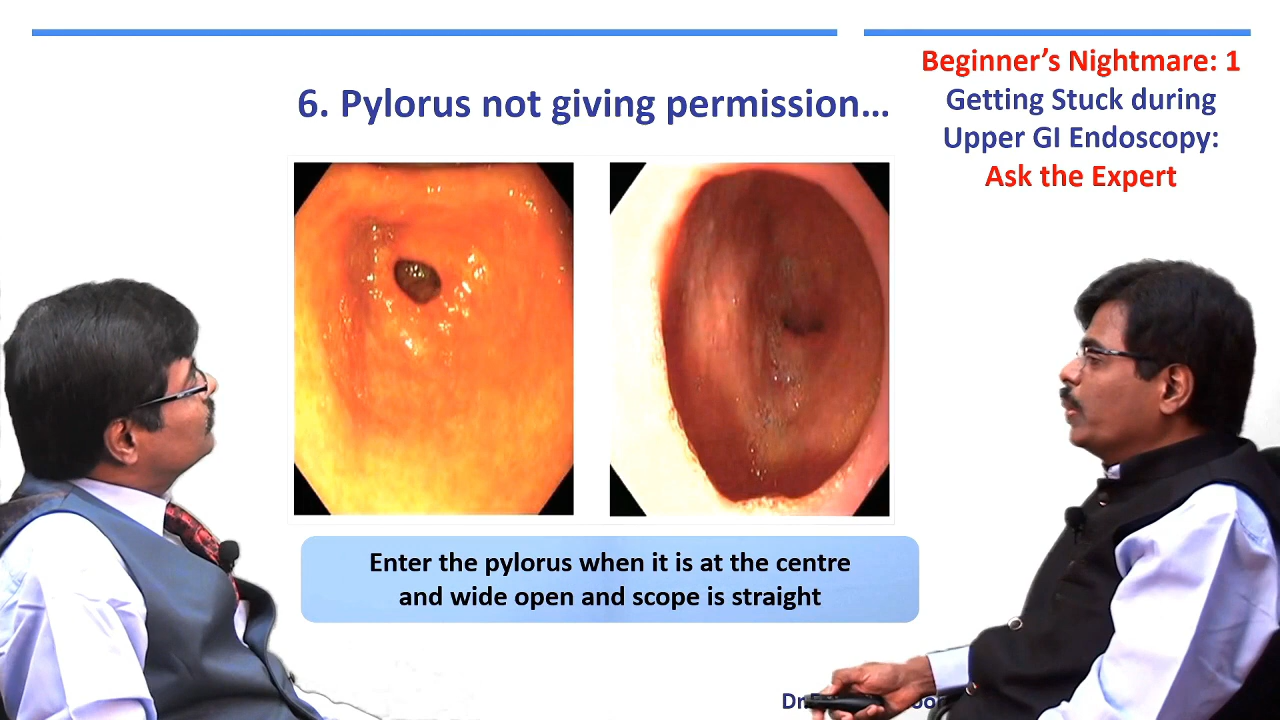 6. Pylorus not giving permission...
Beginner's Nightmare: 1
Getting Stuck during
Upper GI Endoscopy:
Ask the Expert
Enter the pylorus when it is at the centre
and wide open and scope is straight
Dr